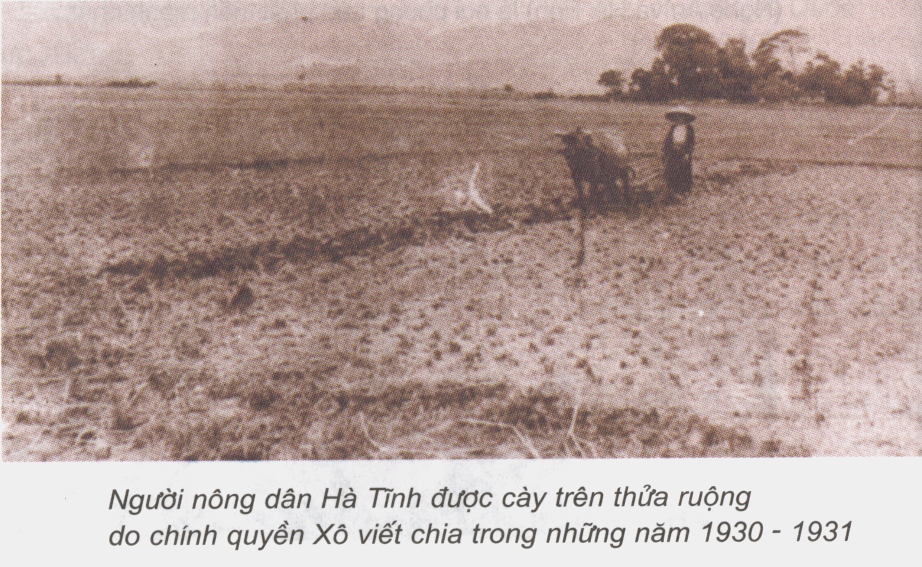 Người nông dân Hà Tĩnh được cày trên thửa ruộng
do chính quyền Xô viết chia trong những năm 1930 - 1931